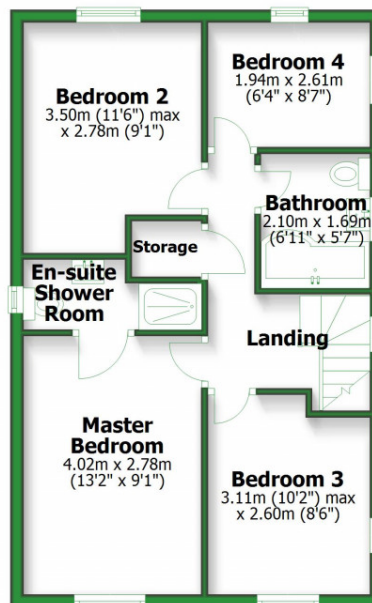 Bedroom 2
3.50m (11'6") max
x 2.78m (9'1")
Bedroom 4
1.94m x 2.61m
(6'4" x 8'7")
Bathroom
2.10m x 1.69m
(6'11" x 5'7")
Storage
En-suite
Shower
Room
Landing
Master
Bedroom
4.02m x 2.78m
(13'2" x 9'1")
Bedroom 3
3.11m (10'2") max
x 2.60m (8'6")